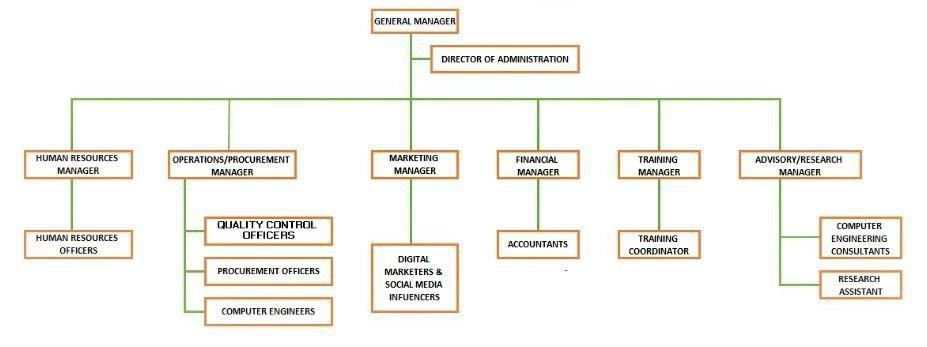 GENERAL MANAGER
DIRECTOR OF ADMINISTRATION
HUMAN RESOURCES
MANAGER
OPERATIONS/PROCUREMENT
MANAGER
MARKETING
MANAGER
FINANCIAL
MANAGER
TRAINING
MANAGER
ADVISORY/RESEARCH
MANAGER
HUMAN RESOURCES
OFFICERS
QUALITY CONTROL
OFFICERS
PROCUREMENT OFFICERS
COMPUTER ENGINEERS
DIGITAL
MARKETERS &
SOCIAL MEDIA
INFUENCERS
ACCOUNTANTS
TRAINING
COORDINATOR
COMPUTER
ENGINEERING
CONSULTANTS
RESEARCH
ASSISTANT